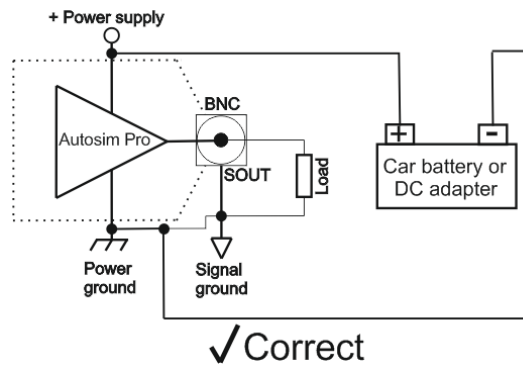 + Power supply
BNC
Autosim Pro
SOUT
Load
+
-
Car battery or
DC adapter
Power
ground
Signal
ground
✓Correct